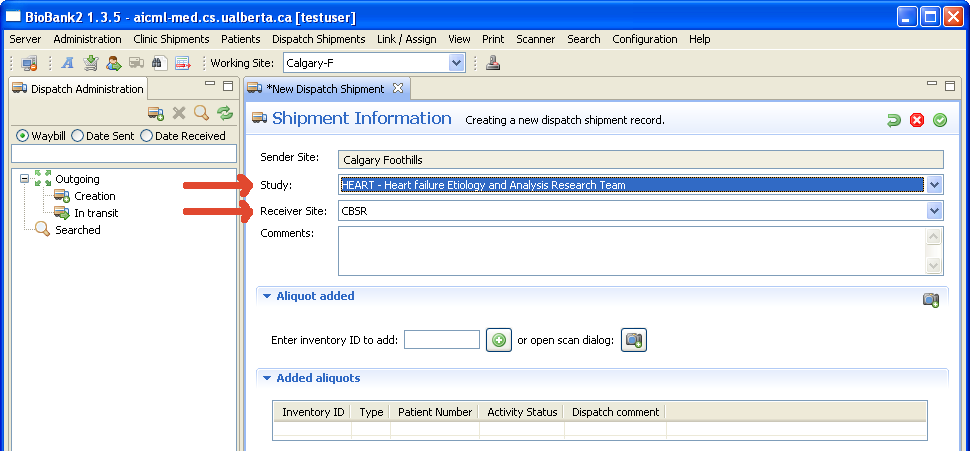 BioBank2 1.3.5 - aicml-med.cs.ualberta.ca [testuser]
Server Administration Clinic Shipments Patients Dispatch Shipments Link / Assign View Print Scanner Search Configuration Help
Working Site: Calgary-F
Dispatch Administration
Waybill Date Sent Date Received
Outgoing
Creation
In transit
Searched
*New Dispatch Shipment
Shipment Information Creating a new dispatch shipment record.
Sender Site: Calgary Foothills
Study: HEART - Heart failure Etiology and Analysis Research Team
Receiver Site: CBSR
Comments:
Aliquot added
Enter inventory ID to add: or open scan dialog:
Added aliquots
Inventory ID Type Patient Number Activity Status Dispatch comment